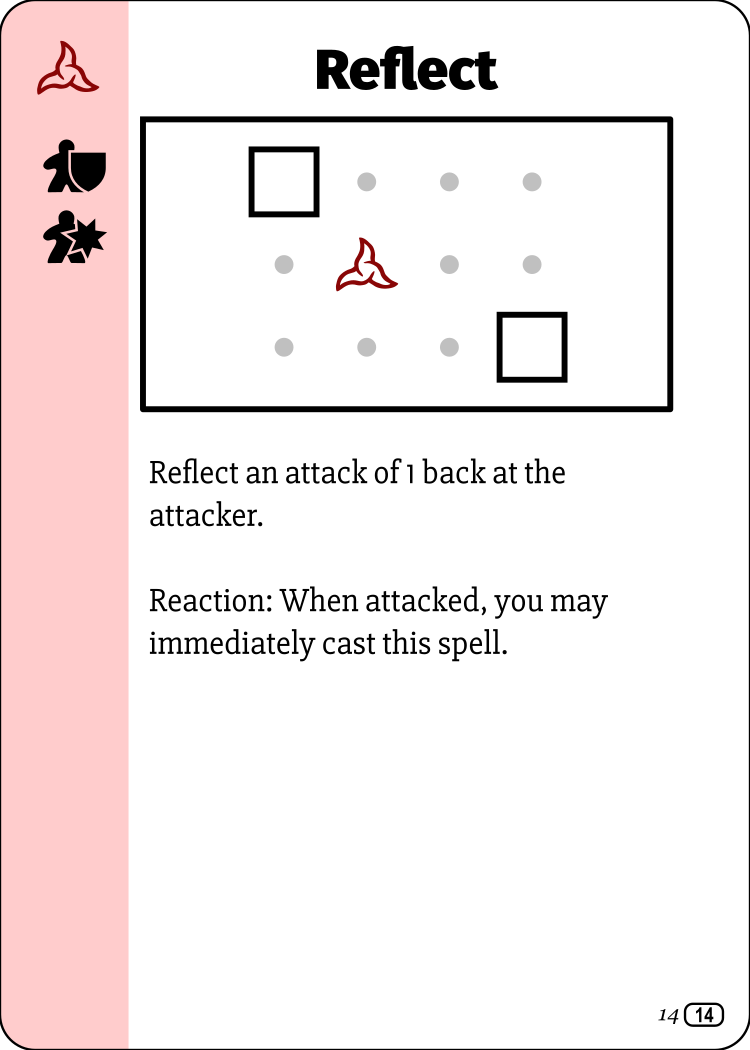 Reflect
Reflect an attack of 1 back at the
attacker.
Reaction: When attacked, you may
immediately cast this spell.
14 14